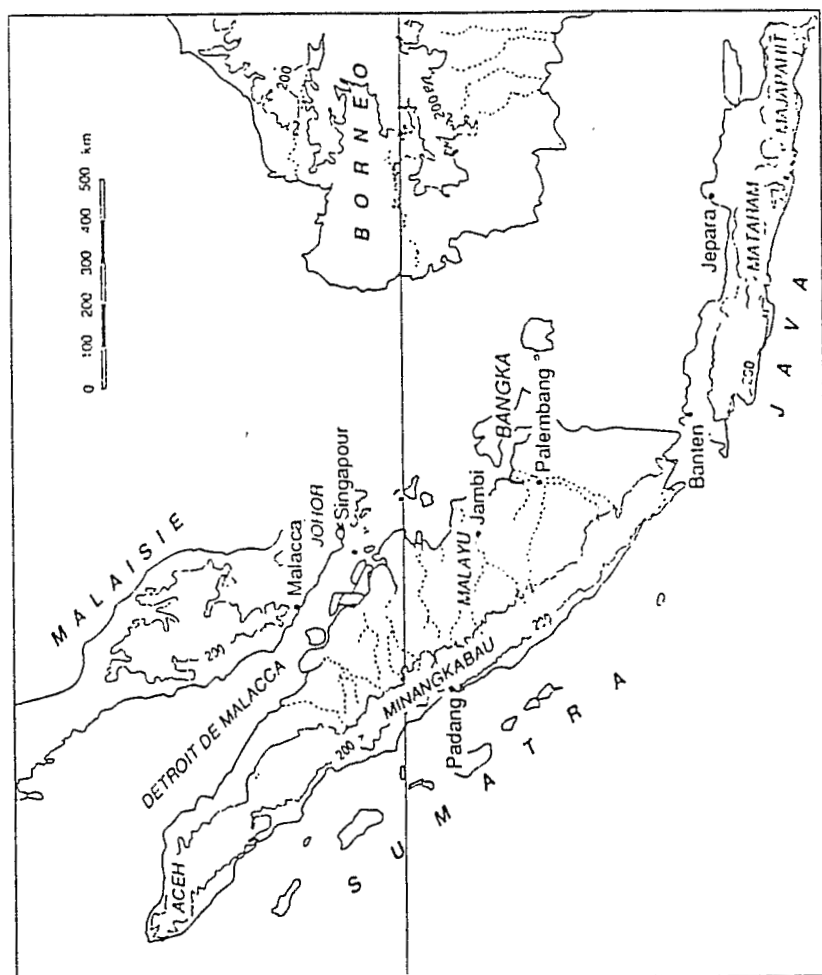 0 100 200 300 400 500 km
MALAISIE
BORNEO
200
200 m
200
Malacca
JOHOR
Singapour
DETROIT DE MALACCA
ACEH
200
MINANGKABAU
Padang
MALAYU
Jambi
BANGKA
Palembang
200
SUMATRA
Banten
Jepara
MATARAM
MAJAPAHIT
200
JAVA